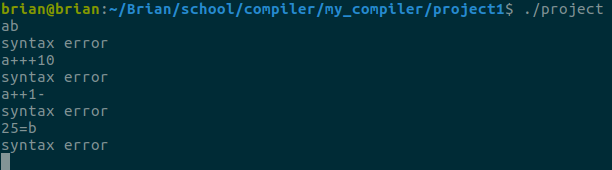 brian@brian:~/Brian/school/compiler/my_compiler/project1$ ./project
ab
syntax error
a+++10
syntax error
a++1-
syntax error
25=b
syntax error